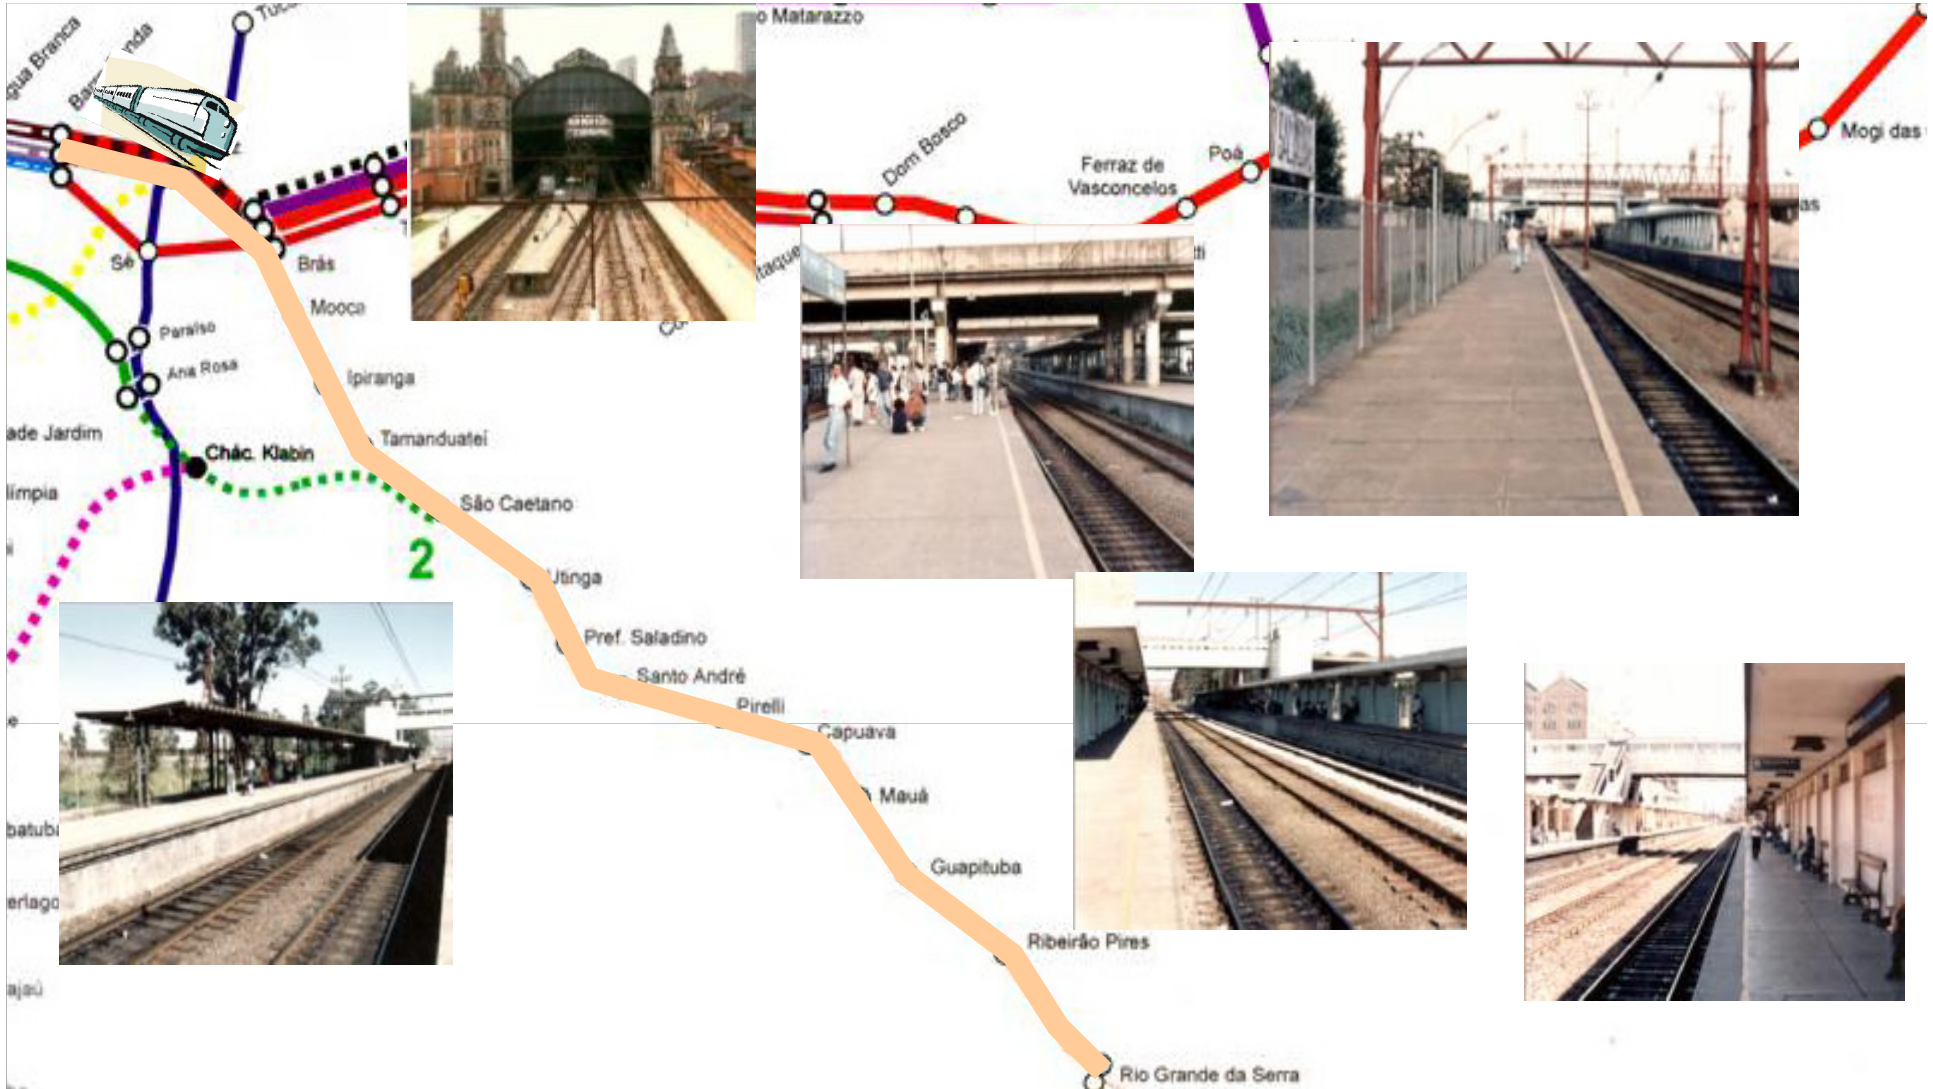 Matarazzo
Dom Bosco
Ferraz de
Vasconcelos
Poá
Mogi das
Sé
Brás
Mooca
Paraíso
Ana Rosa
Ipiranga
Tamanduateí
Chác. Klabin
São Caetano
2
Utinga
Pref. Saladino
Santo André
Pirelli
Capuava
Mauá
Guapituba
Ribeirão Pires
Rio Grande da Serra
Jardim